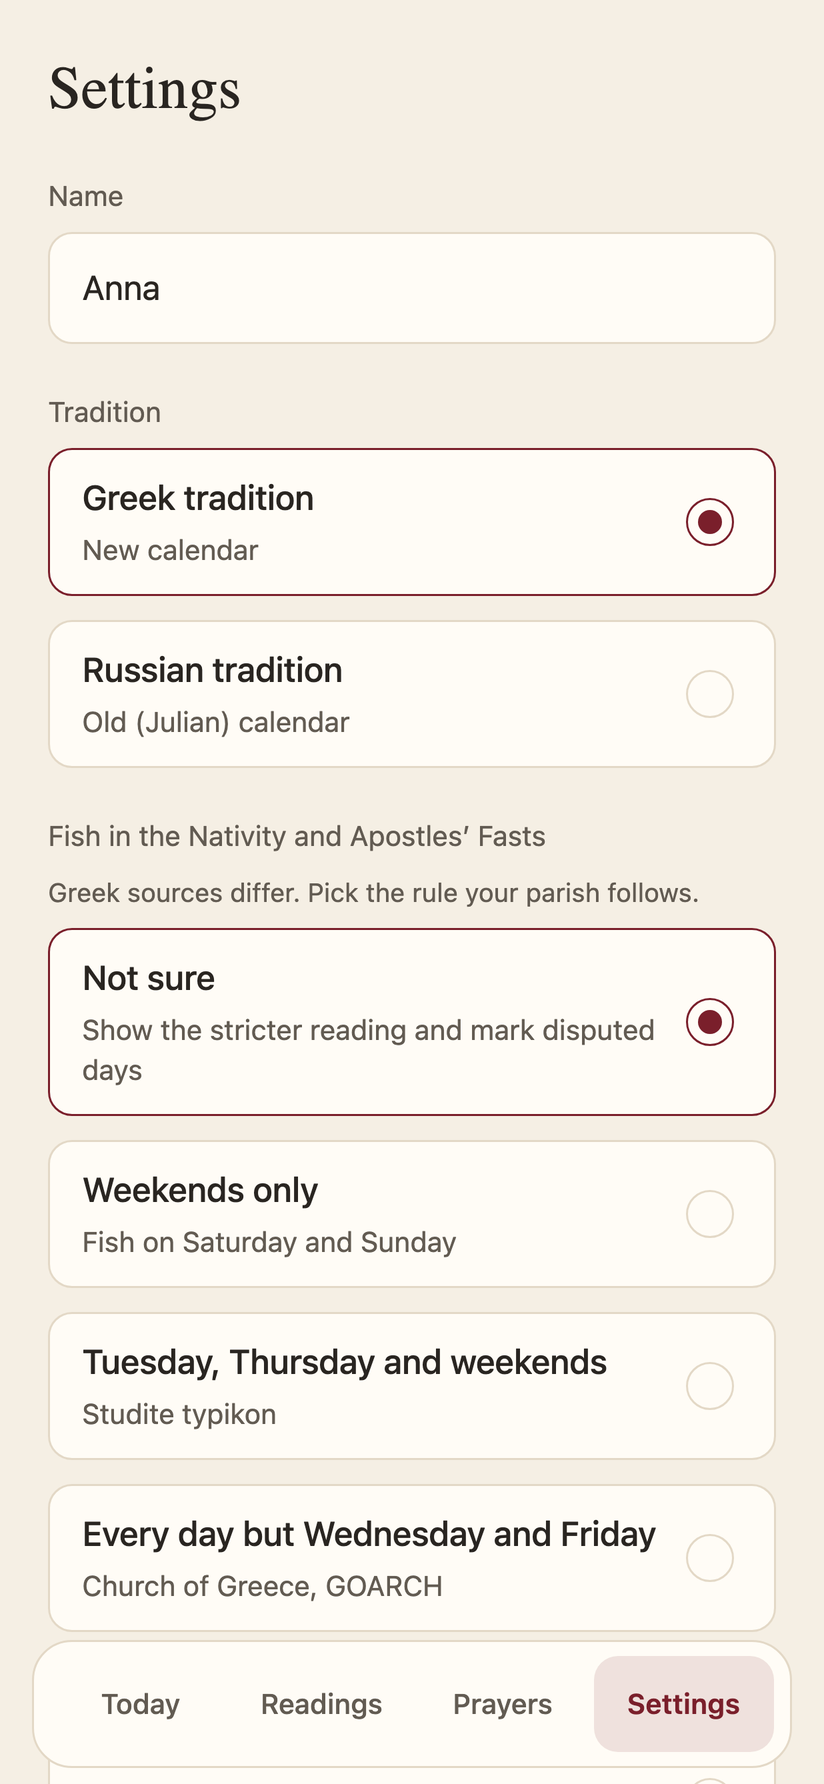 Settings
Name
Anna
Tradition
Greek tradition
New calendar
Russian tradition
Old (Julian) calendar
Fish in the Nativity and Apostles’ Fasts
Greek sources differ. Pick the rule your parish follows.
Not sure
Show the stricter reading and mark disputed
days
Weekends only
Fish on Saturday and Sunday
Tuesday, Thursday and weekends
Studite typikon
Every day but Wednesday and Friday
Church of Greece, GOARCH
Today Readings Prayers Settings